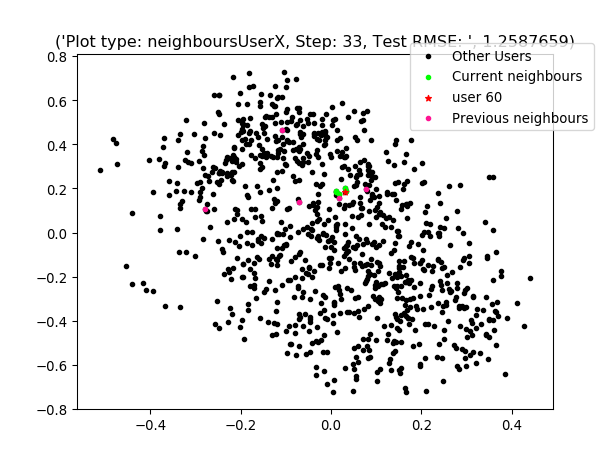 ('Plot type: neighboursUserX, Step: 33, Test RMSE: ', 1.2587659)
Other Users
Current neighbours
user 60
Previous neighbours
0.8
0.6
0.4
0.2
0.0
−0.2
−0.4
−0.6
−0.8
−0.4 −0.2 0.0 0.2 0.4